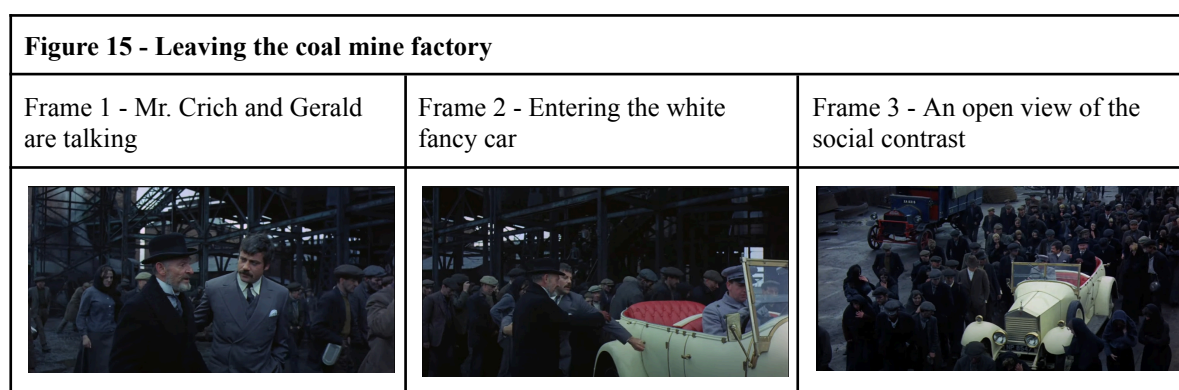 Figure 15 - Leaving the coal mine factory
Frame 1 - Mr. Crich and Gerald
are talking
Frame 2 - Entering the white
fancy car
Frame 3 - An open view of the
social contrast